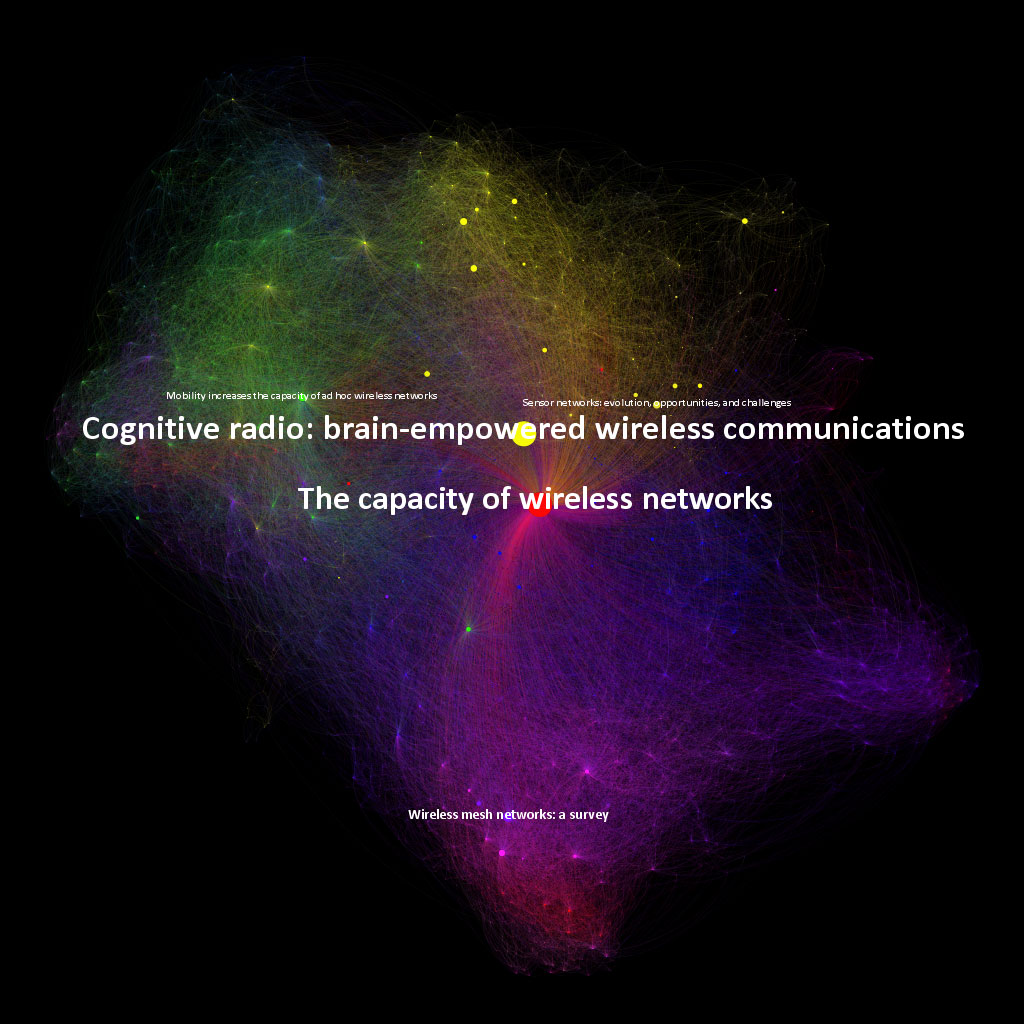 Mobility increases the capacity of ad hoc wireless networks
Sensor networks: evolution, opportunities, and challenges
Cognitive radio: brain-empowered wireless communications
The capacity of wireless networks
Wireless mesh networks: a survey